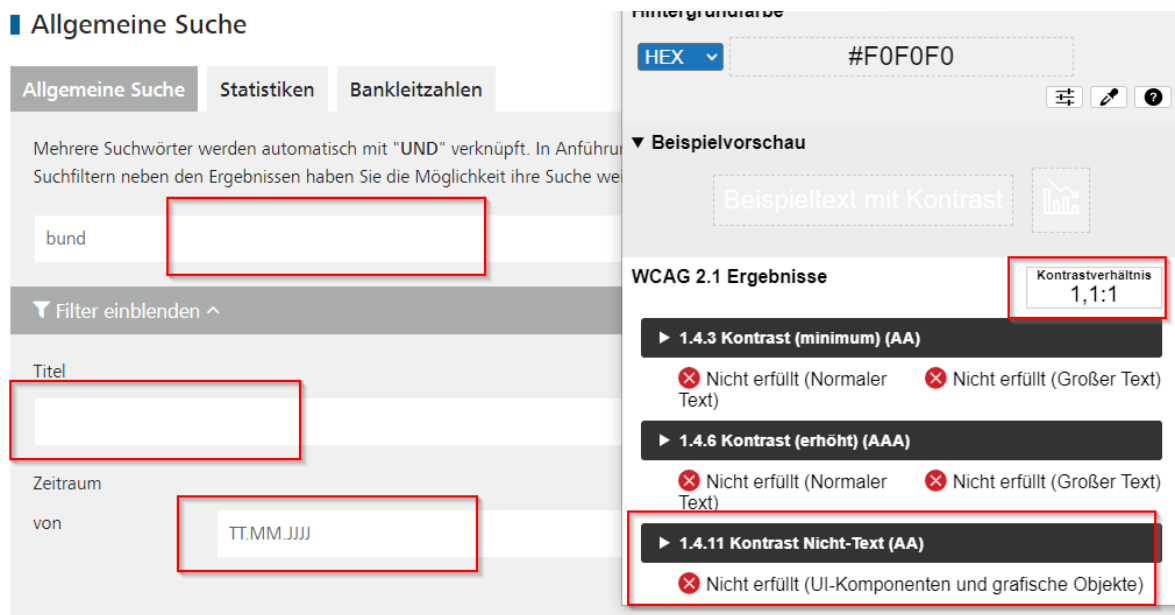 Allgemeine Suche
Allgemeine Suche Statistiken Bankleitzahlen
Mehrere Suchwörter werden automatisch mit "UND" verknüpft. In
Suchfiltern neben den Ergebnissen haben Sie die Möglichkeit ihre Suche
bund
Filter einblenden
Titel
Zeitraum
von
TT.MM.JJJJ
Hintergrundfarbe
HEX
#F0F0F0
Beispielvorschau
Beispieltext mit Kontrast
WCAG 2.1 Ergebnisse
Kontrastverhältnis
1,1:1
1.4.3 Kontrast (minimum) (AA)
Nicht erfüllt (Normaler Nicht erfüllt (Großer Text)
Text)
1.4.6 Kontrast (erhöht) (AAA)
Nicht erfüllt (Normaler Nicht erfüllt (Großer Text)
Text)
1.4.11 Kontrast Nicht-Text (AA)
Nicht erfüllt (UI-Komponenten und grafische Objekte)